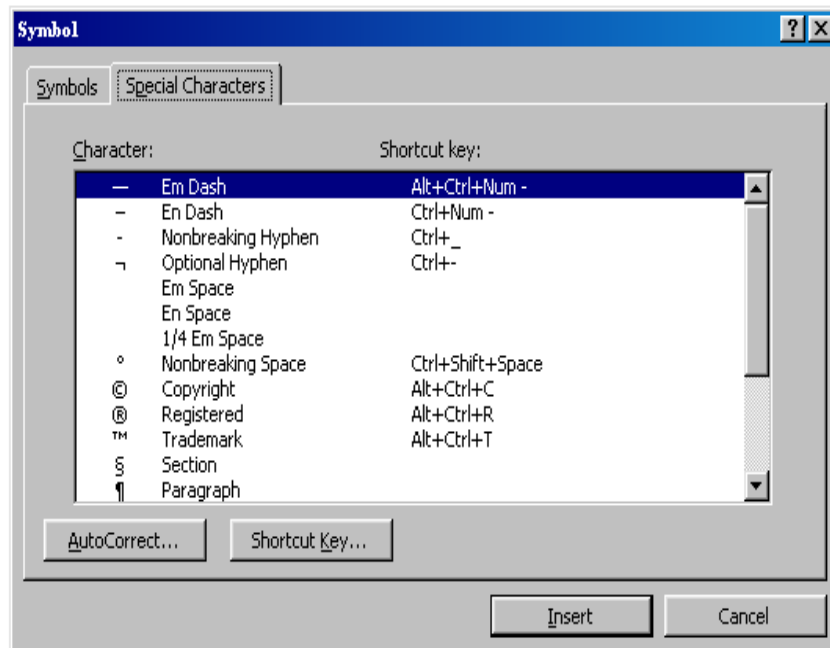 Symbol
Symbols Special Characters
Character: Shortcut key:
— Em Dash Alt+Ctrl+Num -
– En Dash Ctrl+Num -
- Nonbreaking Hyphen Ctrl+_
¬ Optional Hyphen Ctrl+-
Em Space
En Space
1/4 Em Space
° Nonbreaking Space Ctrl+Shift+Space
© Copyright Alt+Ctrl+C
® Registered Alt+Ctrl+R
™ Trademark Alt+Ctrl+T
§ Section
¶ Paragraph
AutoCorrect... Shortcut Key...
Insert Cancel